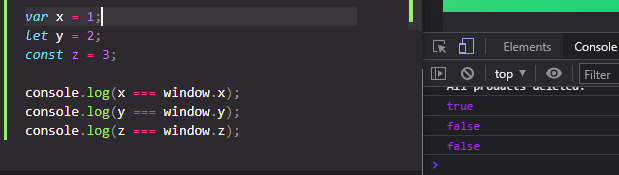 var x = 1;
let y = 2;
const z = 3;
console.log(x === window.x);
console.log(y === window.y);
console.log(z === window.z);
Elements
Console
top
Filter
All products deleted.
true
false
false